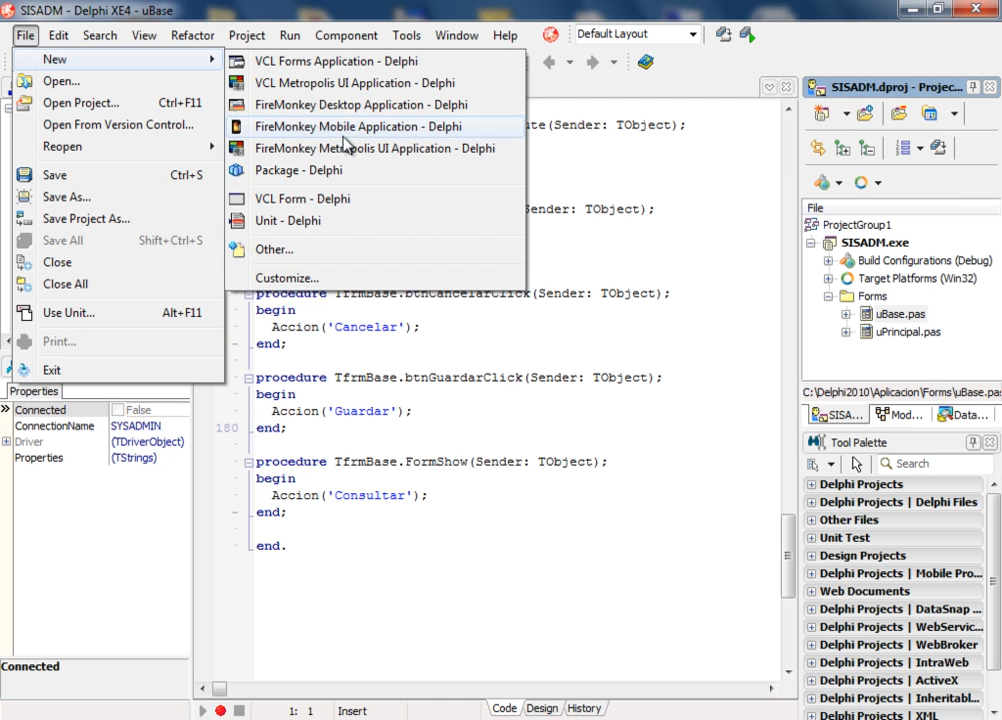 SISADM - Delphi XE4 - uBase
File Edit Search View Refactor Project Run Component Tools Window Help Default Layout
New
Open...
Open Project... Ctrl+F11
Open From Version Control...
Reopen
Save Ctrl+S
Save As...
Save Project As...
Save All Shift+Ctrl+S
Close
Close All
Use Unit... Alt+F11
Print...
Exit
VCL Forms Application - Delphi
VCL Metropolis UI Application - Delphi
FireMonkey Desktop Application - Delphi
FireMonkey Mobile Application - Delphi
FireMonkey Metropolis UI Application - Delphi
Package - Delphi
VCL Form - Delphi
Unit - Delphi
Other...
Customize...
Properties
Connected False
ConnectionName SYSADMIN
Driver (TDriverObject)
Properties (TStrings)
Connected
ute(Sender: TObject);
Sender: TObject);
procedure TfrmBase.btnCancelarClick(Sender: TObject);
begin
Accion('Cancelar');
end;
procedure TfrmBase.btnGuardarClick(Sender: TObject);
begin
Accion('Guardar');
180 end;
procedure TfrmBase.FormShow(Sender: TObject);
begin
Accion('Consultar');
end;
end.
1: 1 Insert Code Design History
SISADM.dproj - Projec...
File
ProjectGroup1
SISADM.exe
Build Configurations (Debug)
Target Platforms (Win32)
Forms
uBase.pas
uPrincipal.pas
C:\Delphi2010\Aplicacion\Forms\uBase.pas
SISA... Mod... Data...
Tool Palette
Search
Delphi Projects
Delphi Projects | Delphi Files
Other Files
Unit Test
Design Projects
Delphi Projects | Mobile Pro...
Web Documents
Delphi Projects | DataSnap ...
Delphi Projects | WebServic...
Delphi Projects | WebBroker
Delphi Projects | IntraWeb
Delphi Projects | ActiveX
Delphi Projects | Inheritabl...
Delphi Projects | XML